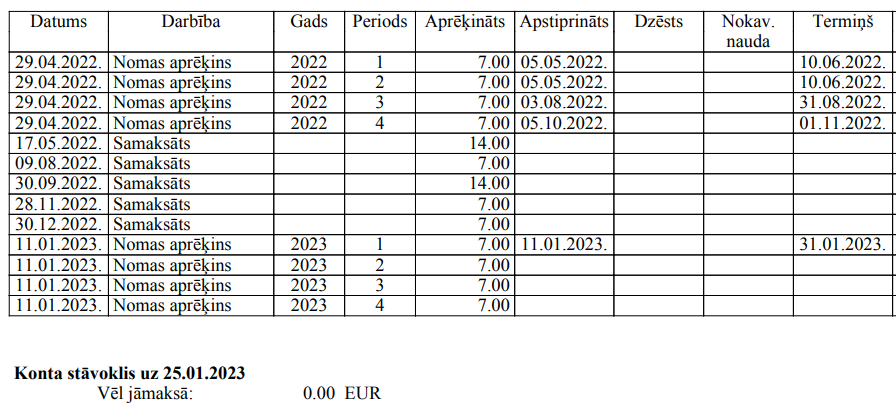 Datums Darbība Gads Periods Aprēķināts Apstiprināts Dzēsts Nokav. nauda Termiņš
29.04.2022. Nomas aprēķins 2022 1 7.00 05.05.2022. 10.06.2022.
29.04.2022. Nomas aprēķins 2022 2 7.00 05.05.2022. 10.06.2022.
29.04.2022. Nomas aprēķins 2022 3 7.00 03.08.2022. 31.08.2022.
29.04.2022. Nomas aprēķins 2022 4 7.00 05.10.2022. 01.11.2022.
17.05.2022. Samaksāts 14.00
09.08.2022. Samaksāts 7.00
30.09.2022. Samaksāts 14.00
28.11.2022. Samaksāts 7.00
30.12.2022. Samaksāts 7.00
11.01.2023. Nomas aprēķins 2023 1 7.00 11.01.2023. 31.01.2023.
11.01.2023. Nomas aprēķins 2023 2 7.00
11.01.2023. Nomas aprēķins 2023 3 7.00
11.01.2023. Nomas aprēķins 2023 4 7.00
Konta stāvoklis uz 25.01.2023
Vēl jāmaksā: 0.00 EUR